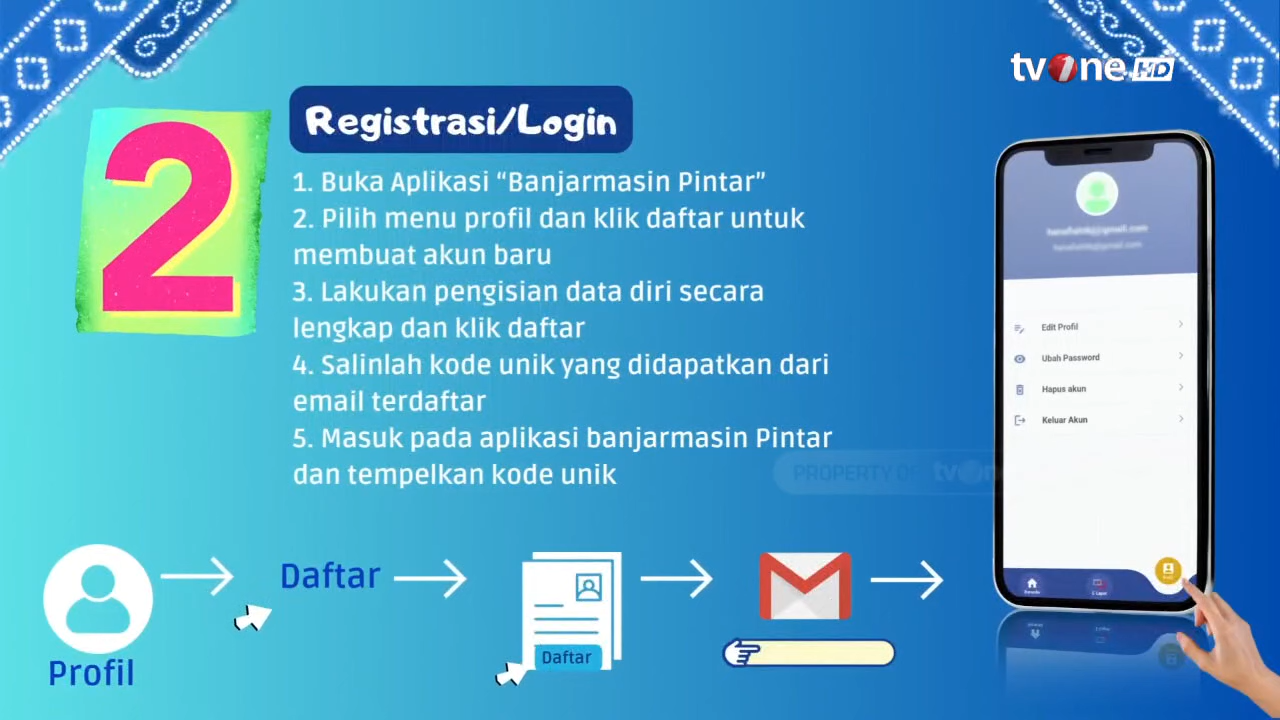 tvOne HD
2
Registrasi/Login
1. Buka Aplikasi “Banjarmasin Pintar”
2. Pilih menu profil dan klik daftar untuk
membuat akun baru
3. Lakukan pengisian data diri secara
lengkap dan klik daftar
4. Salinlah kode unik yang didapatkan dari
email terdaftar
5. Masuk pada aplikasi banjarmasin Pintar
dan tempelkan kode unik
PROPERTY OF tvOne
Edit Profil
Ubah Password
Hapus akun
Keluar Akun
Beranda
E-Lapor
Profil
Daftar
Daftar